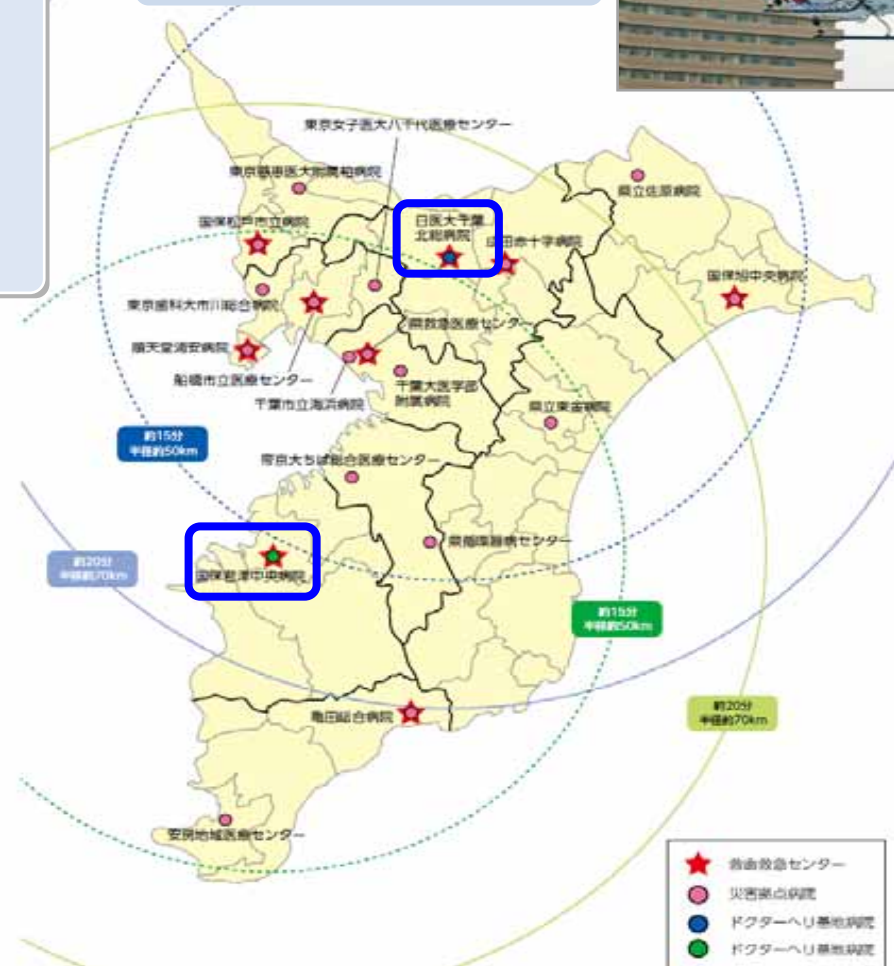 東京女子医大八千代医療センター
東京慈恵医大附属柏病院
県立佐原病院
国保松戸市立病院
日医大千葉
北総病院
成田赤十字病院
国保旭中央病院
東京歯科大市川総合病院
県救急医療センター
順天堂浦安病院
船橋市立医療センター
千葉市立海浜病院
千葉大医学部
附属病院
県立東金病院
約15分
半径約50km
帝京大ちば総合医療センター
県循環器病センター
約20分
半径約70km
国保君津中央病院
約15分
半径約50km
約20分
半径約70km
亀田総合病院
安房地域医療センター
救命救急センター
災害拠点病院
ドクターヘリ基地病院
ドクターヘリ基地病院